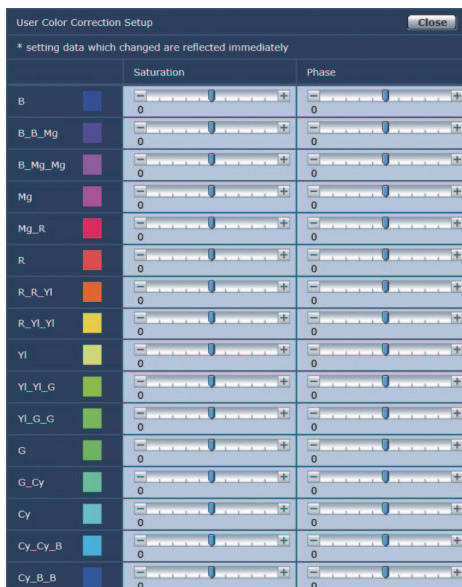 User Color Correction Setup Close
* setting data which changed are reflected immediately
Saturation Phase
B − + − +
0 0
B_B_Mg − + − +
0 0
B_Mg_Mg − + − +
0 0
Mg − + − +
0 0
Mg_R − + − +
0 0
R − + − +
0 0
R_R_Yl − + − +
0 0
R_Yl_Yl − + − +
0 0
Yl − + − +
0 0
Yl_Yl_G − + − +
0 0
Yl_G_G − + − +
0 0
G − + − +
0 0
G_Cy − + − +
0 0
Cy − + − +
0 0
Cy_Cy_B − + − +
0 0
Cy_B_B − + − +
0 0